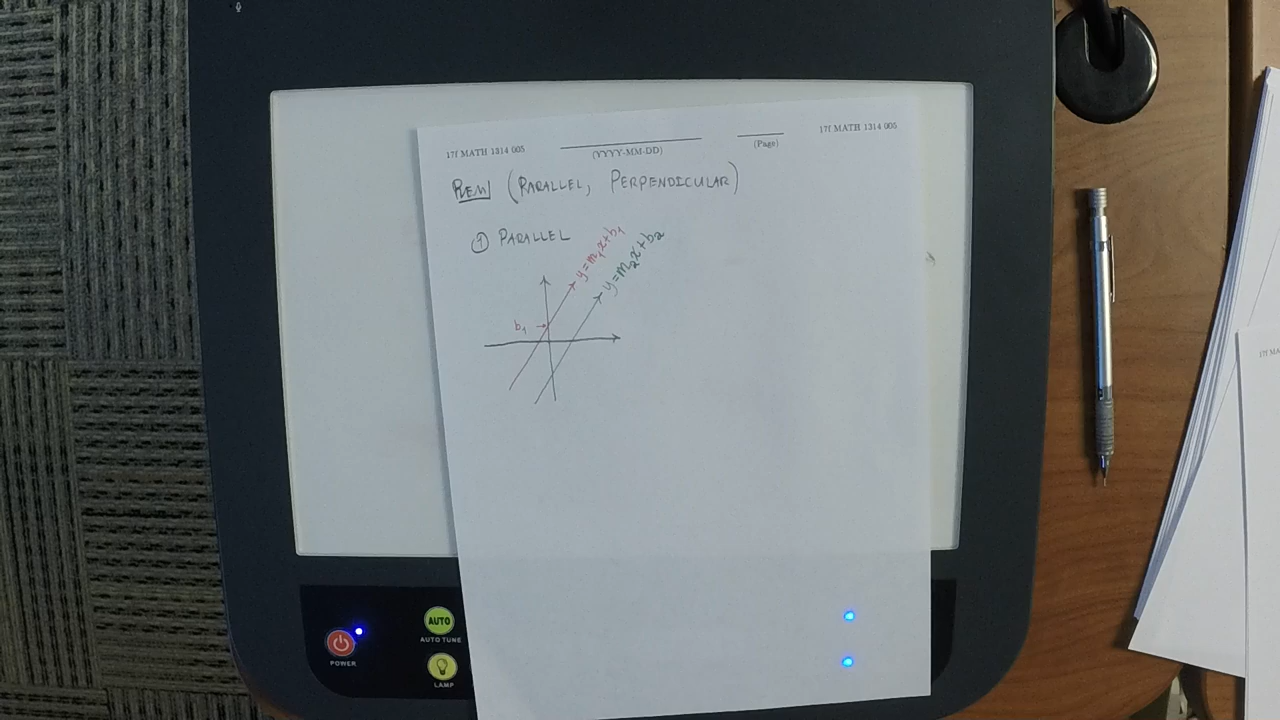 17f MATH 1314 005
(YYYY-MM-DD)
(Page)
17f MATH 1314 005
REM (PARALLEL, PERPENDICULAR)
① PARALLEL
y=m₁x+b₁
y=m₂x+b₂
b₁
AUTO
AUTO TUNE
POWER
LAMP